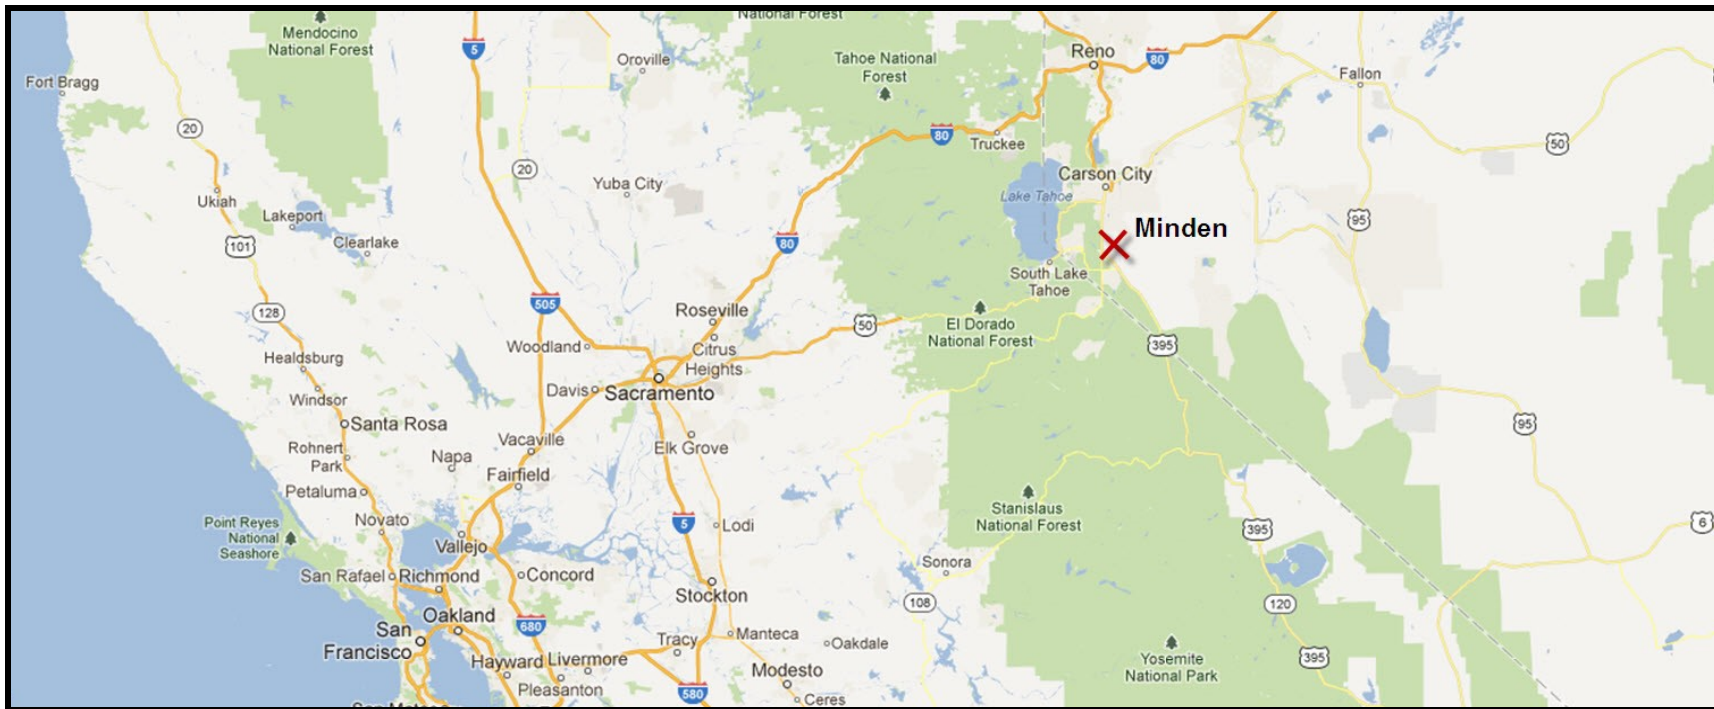 National Forest
Mendocino
National Forest
5
Oroville
Tahoe National
Forest
Reno
80
Fallon
Fort Bragg
20
80
Truckee
50
20
Yuba City
Carson City
Lake Tahoe
Ukiah
Lakeport
95
Minden
101
Clearlake
80
South Lake
Tahoe
505
Roseville
128
50
El Dorado
National Forest
Woodland
Citrus
Heights
395
Healdsburg
Davis
Sacramento
Windsor
Santa Rosa
95
Vacaville
Elk Grove
Rohnert
Park
Napa
Fairfield
Petaluma
Stanislaus
National Forest
Point Reyes
National
Seashore
Novato
5
Lodi
395
6
Vallejo
Sonora
San Rafael
Richmond
Concord
Stockton
108
120
Oakland
680
San
Francisco
Tracy
Manteca
Oakdale
Hayward
Livermore
395
Yosemite
National Park
Modesto
Pleasanton
580
Ceres
San Mateo